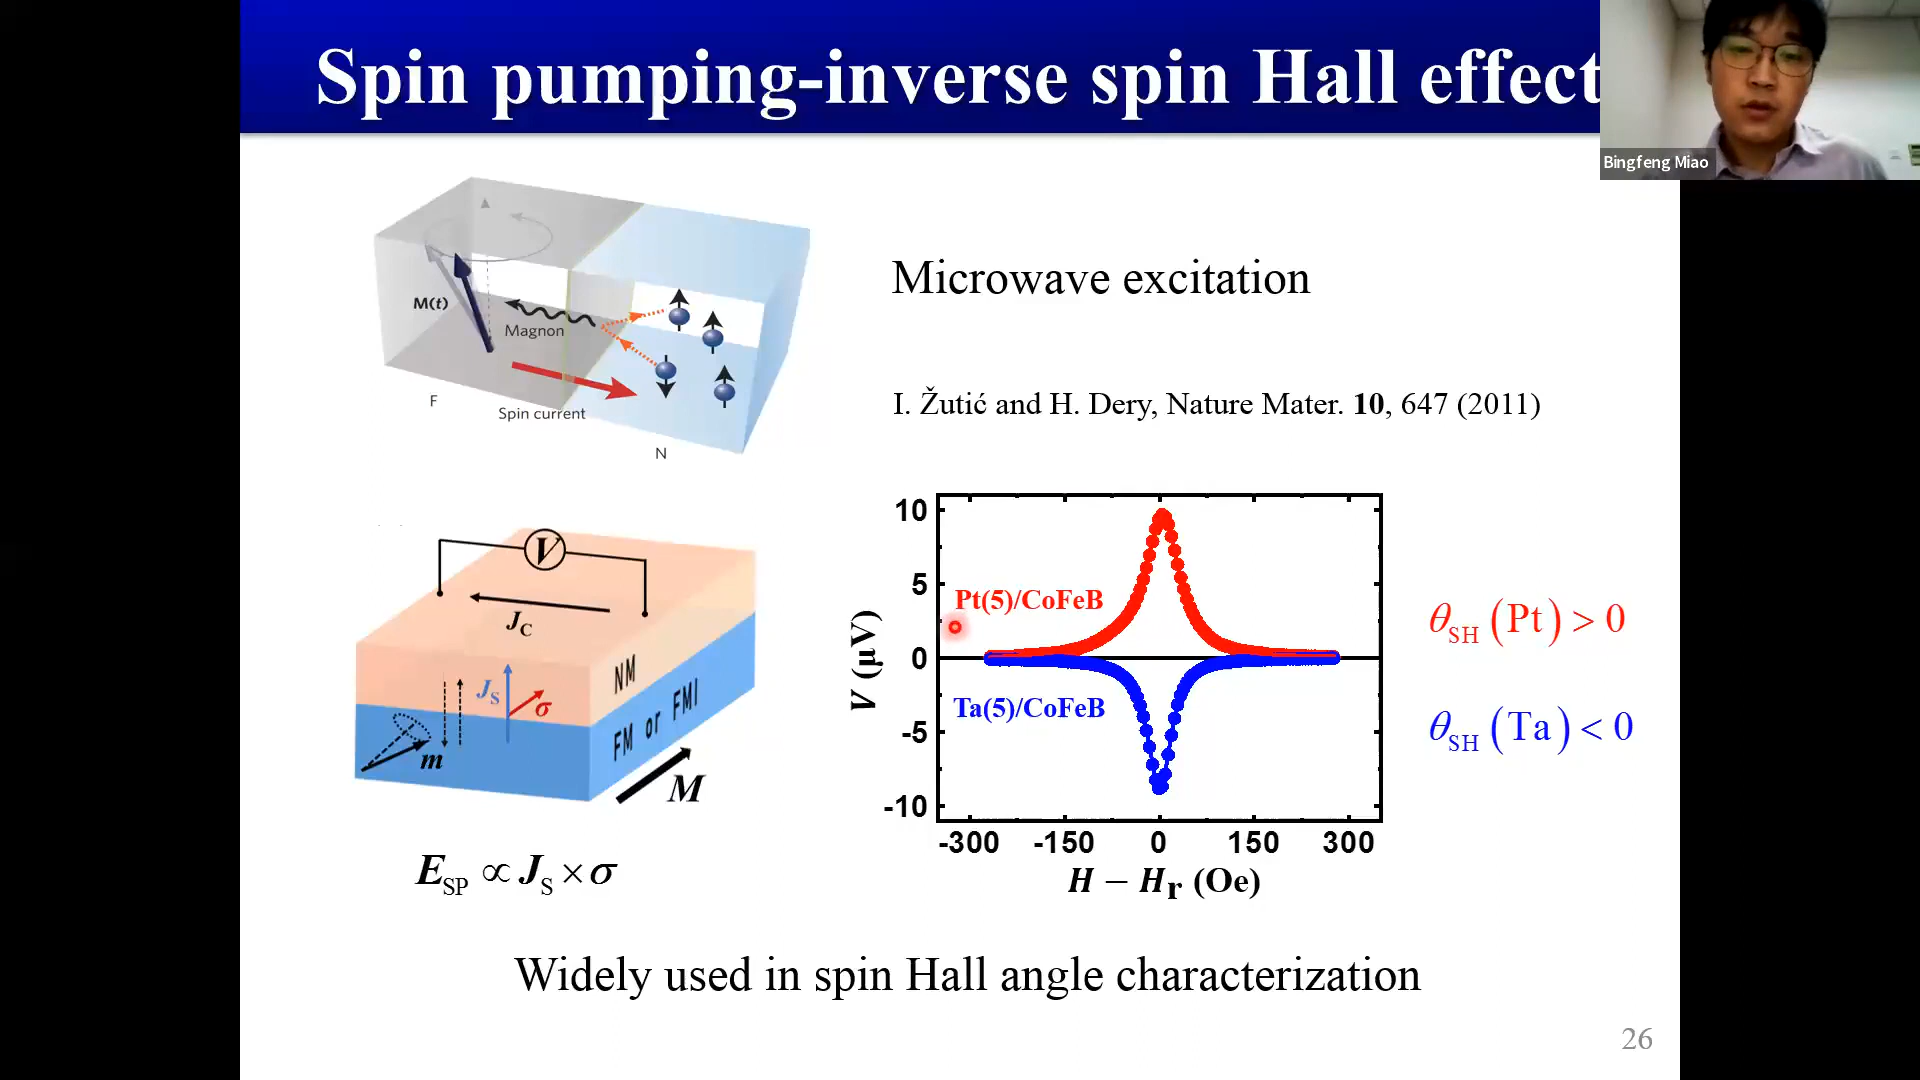 Spin pumping-inverse spin Hall effect
Bingfeng Miao
M(t)
Magnon
Spin current
F
N
Microwave excitation
I. Žutić and H. Dery, Nature Mater. 10, 647 (2011)
V
J_C
NM
J_S
σ
FM or FMI
m
M
E_SP ∝ J_S × σ
10
5
0
-5
-10
V (μV)
Pt(5)/CoFeB
Ta(5)/CoFeB
-300 -150 0 150 300
H − H_r (Oe)
θ_SH (Pt) > 0
θ_SH (Ta) < 0
Widely used in spin Hall angle characterization
26